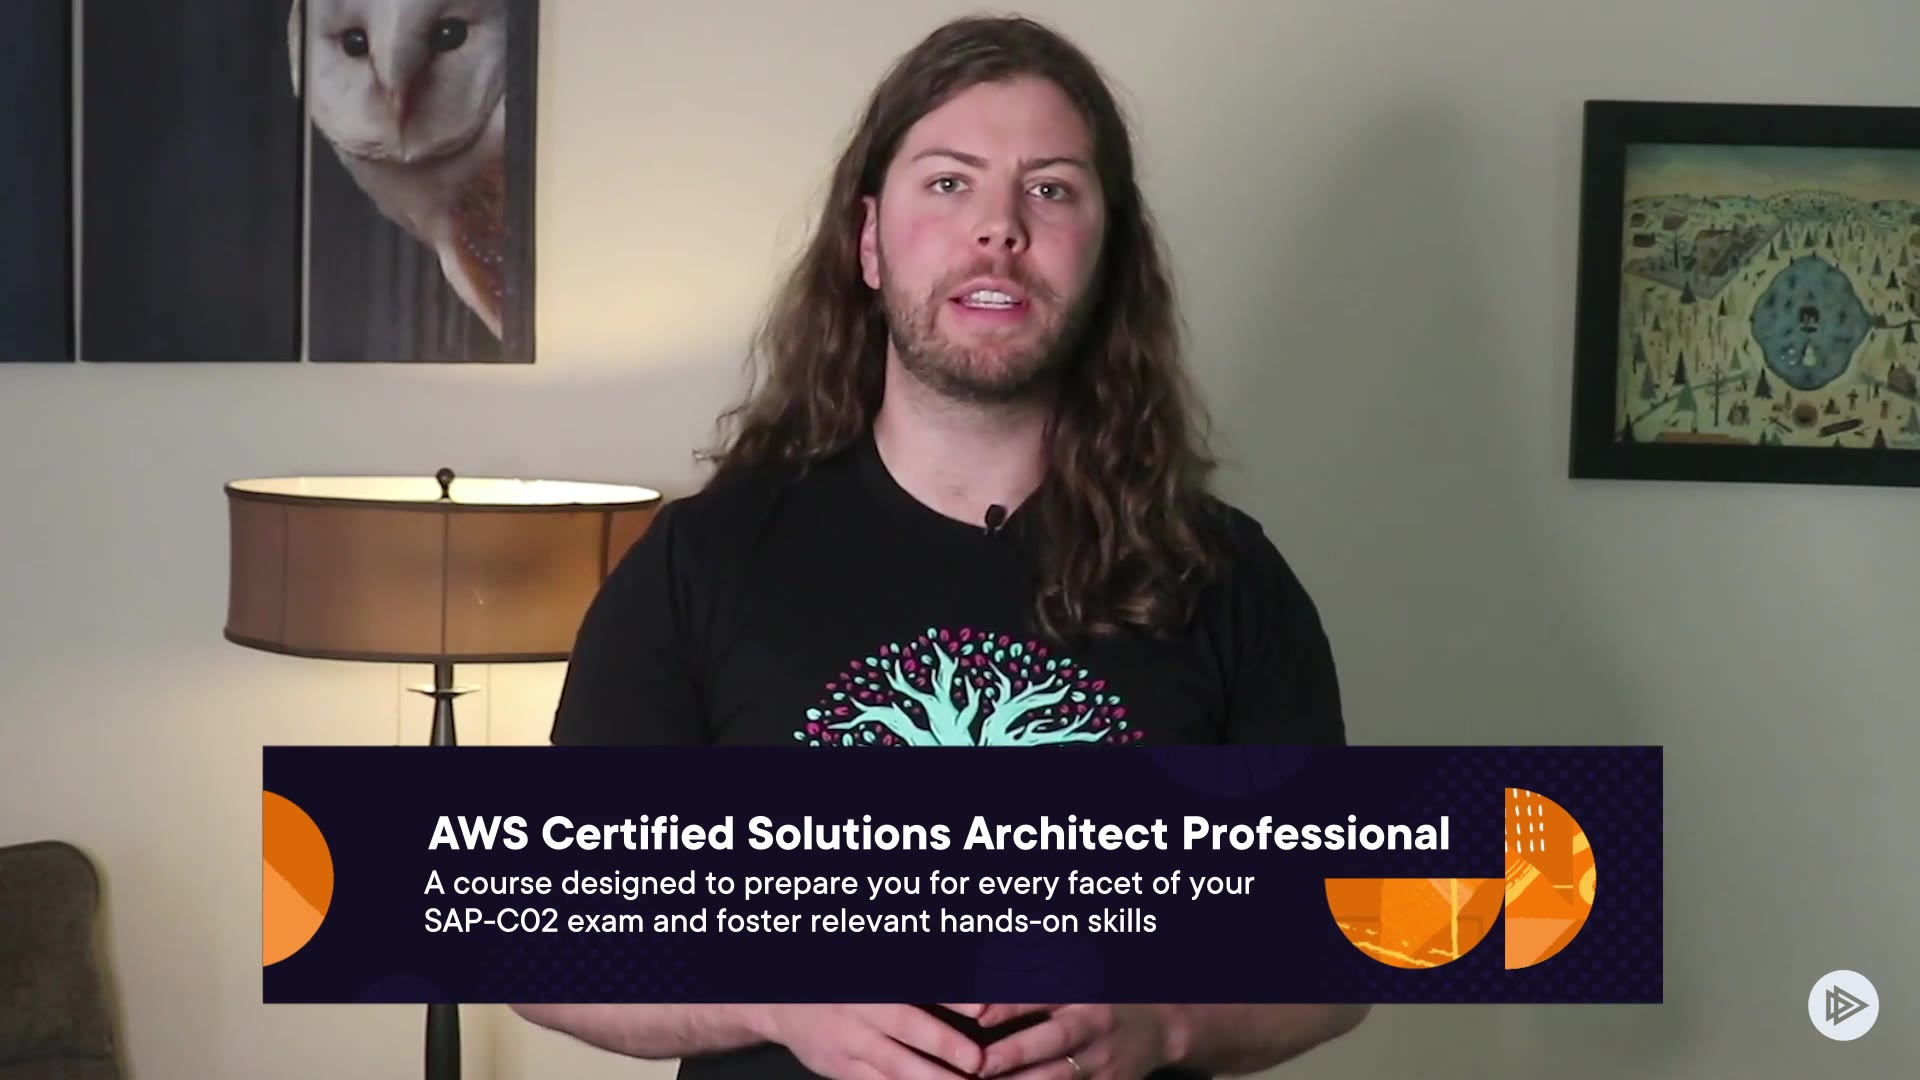 AWS Certified Solutions Architect Professional
A course designed to prepare you for every facet of your
SAP-C02 exam and foster relevant hands-on skills